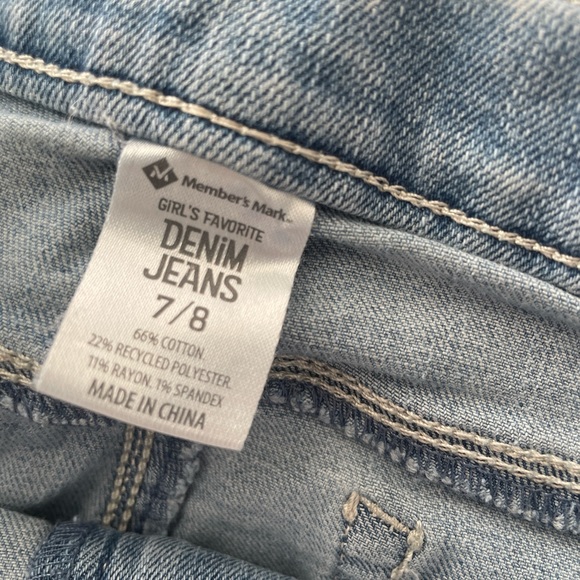 Member's Mark™
GIRL'S FAVORITE
DENiM
JEANS
7/8
66% COTTON.
22% RECYCLED POLYESTER.
11% RAYON. 1% SPANDEX
MADE IN CHINA